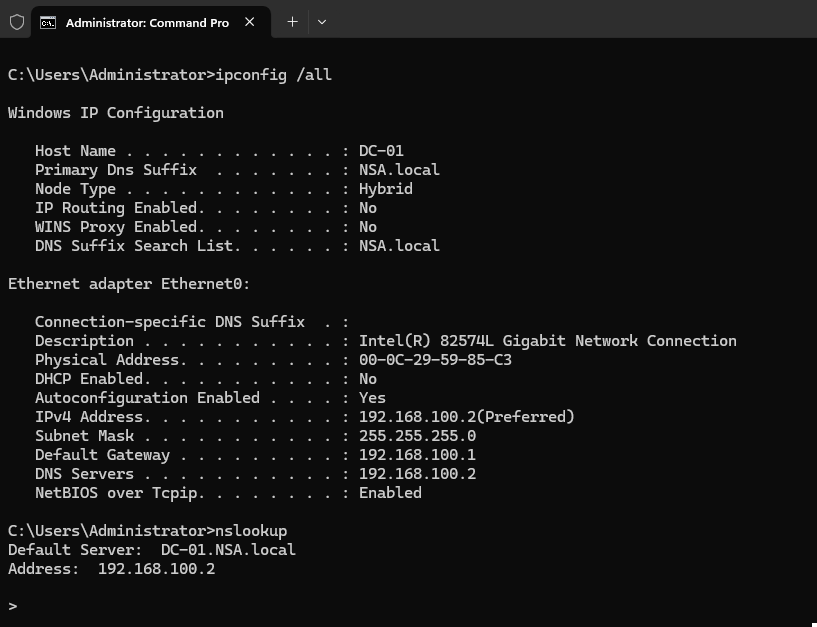 Administrator: Command Pro
C:\Users\Administrator>ipconfig /all
Windows IP Configuration
Host Name . . . . . . . . . . . . : DC-01
Primary Dns Suffix  . . . . . . . : NSA.local
Node Type . . . . . . . . . . . . : Hybrid
IP Routing Enabled. . . . . . . . : No
WINS Proxy Enabled. . . . . . . . : No
DNS Suffix Search List. . . . . . : NSA.local
Ethernet adapter Ethernet0:
Connection-specific DNS Suffix  . :
Description . . . . . . . . . . . : Intel(R) 82574L Gigabit Network Connection
Physical Address. . . . . . . . . : 00-0C-29-59-85-C3
DHCP Enabled. . . . . . . . . . . : No
Autoconfiguration Enabled . . . . : Yes
IPv4 Address. . . . . . . . . . . : 192.168.100.2(Preferred)
Subnet Mask . . . . . . . . . . . : 255.255.255.0
Default Gateway . . . . . . . . . : 192.168.100.1
DNS Servers . . . . . . . . . . . : 192.168.100.2
NetBIOS over Tcpip. . . . . . . . : Enabled
C:\Users\Administrator>nslookup
Default Server:  DC-01.NSA.local
Address:  192.168.100.2
>